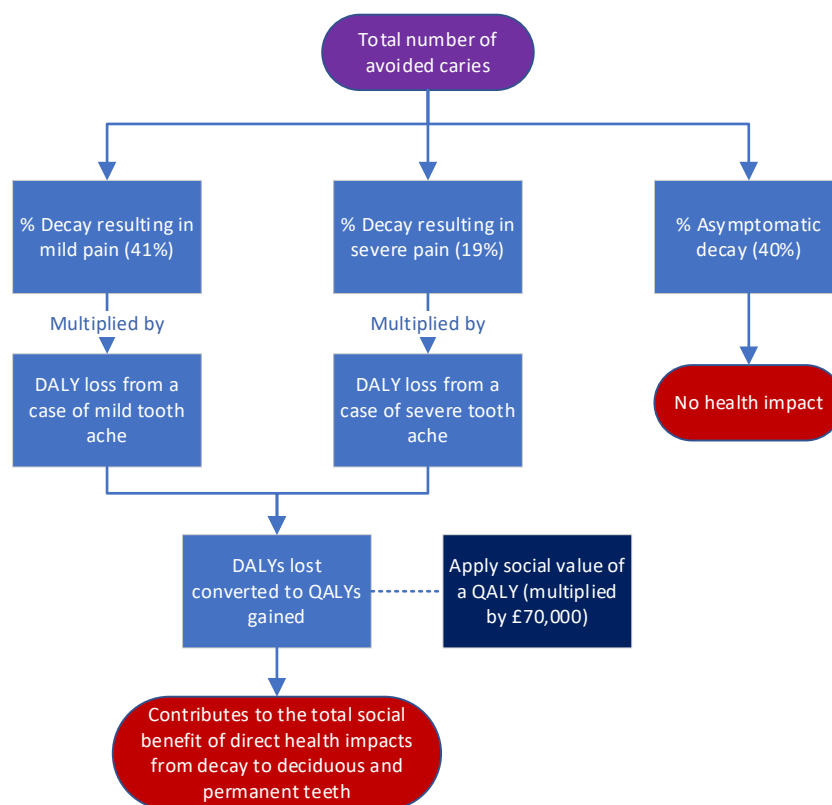 Total number of
avoided caries
% Decay resulting in
mild pain (41%)
% Decay resulting in
severe pain (19%)
% Asymptomatic
decay (40%)
Multiplied by
Multiplied by
DALY loss from a
case of mild tooth
ache
DALY loss from a
case of severe tooth
ache
No health impact
DALYs lost
converted to QALYs
gained
Apply social value of
a QALY (multiplied
by £70,000)
Contributes to the total social
benefit of direct health impacts
from decay to deciduous and
permanent teeth